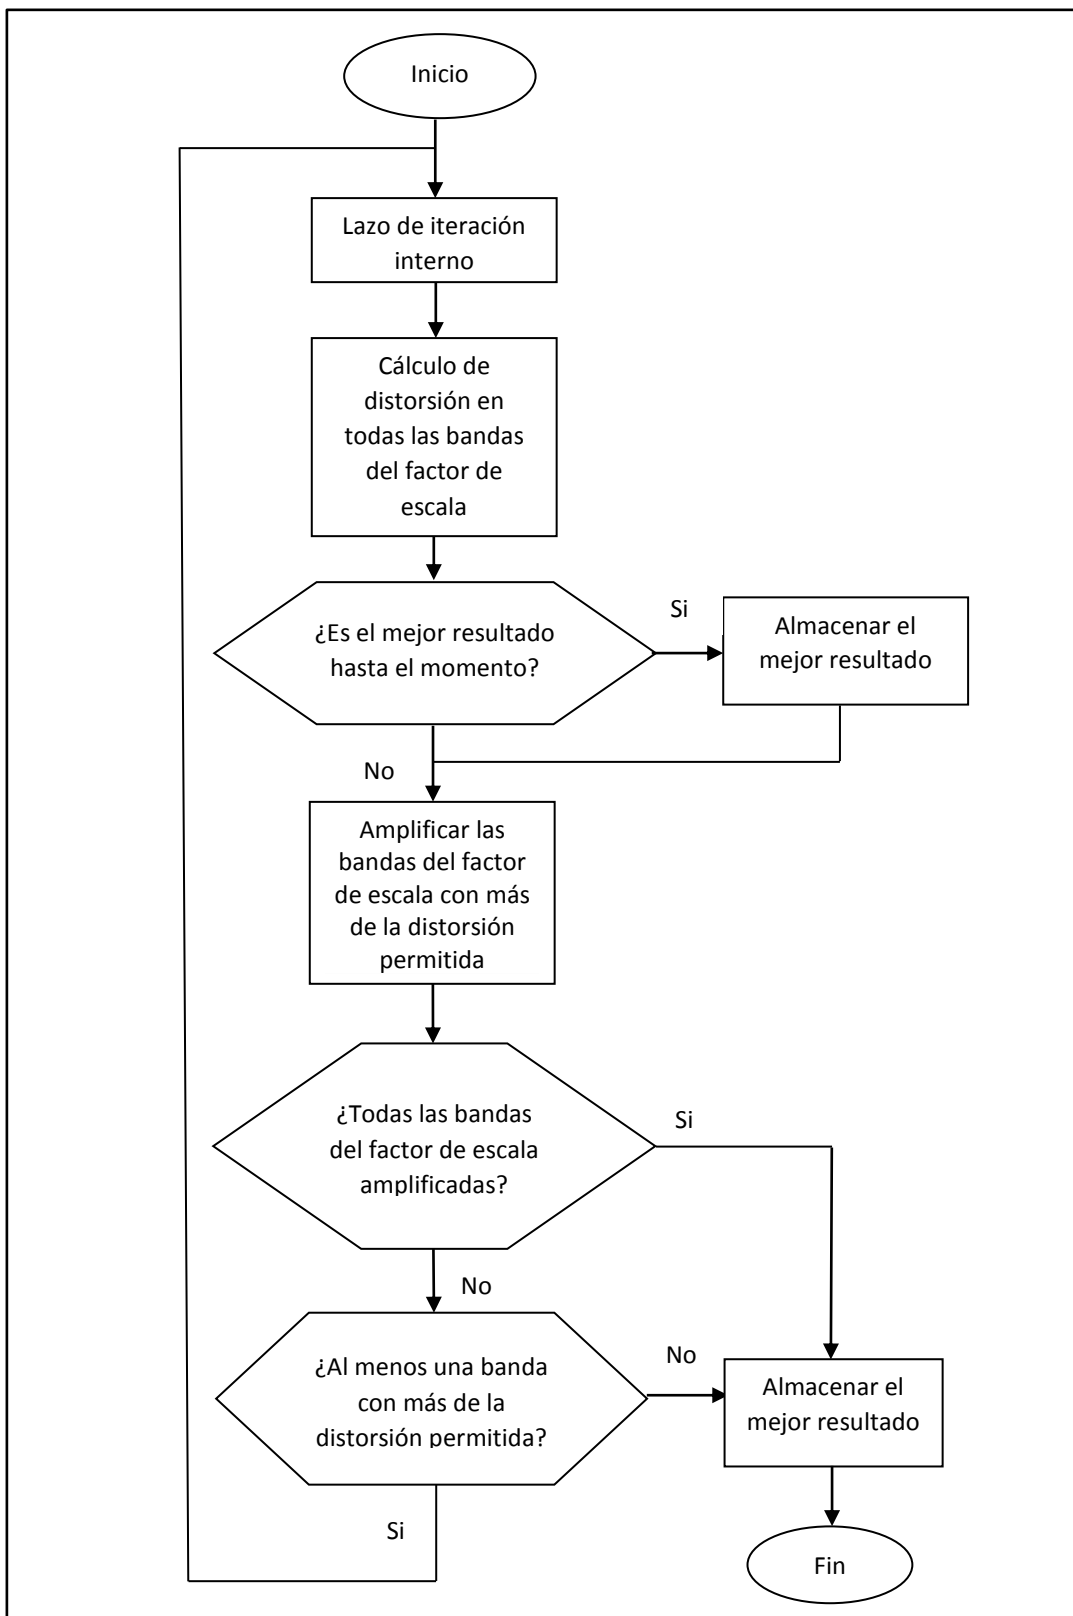 Inicio
Lazo de iteración
interno
Cálculo de
distorsión en
todas las bandas
del factor de
escala
¿Es el mejor resultado
hasta el momento?
Si
Almacenar el
mejor resultado
No
Amplificar las
bandas del factor
de escala con más
de la distorsión
permitida
¿Todas las bandas
del factor de escala
amplificadas?
Si
No
¿Al menos una banda
con más de la
distorsión permitida?
No
Almacenar el
mejor resultado
Si
Fin